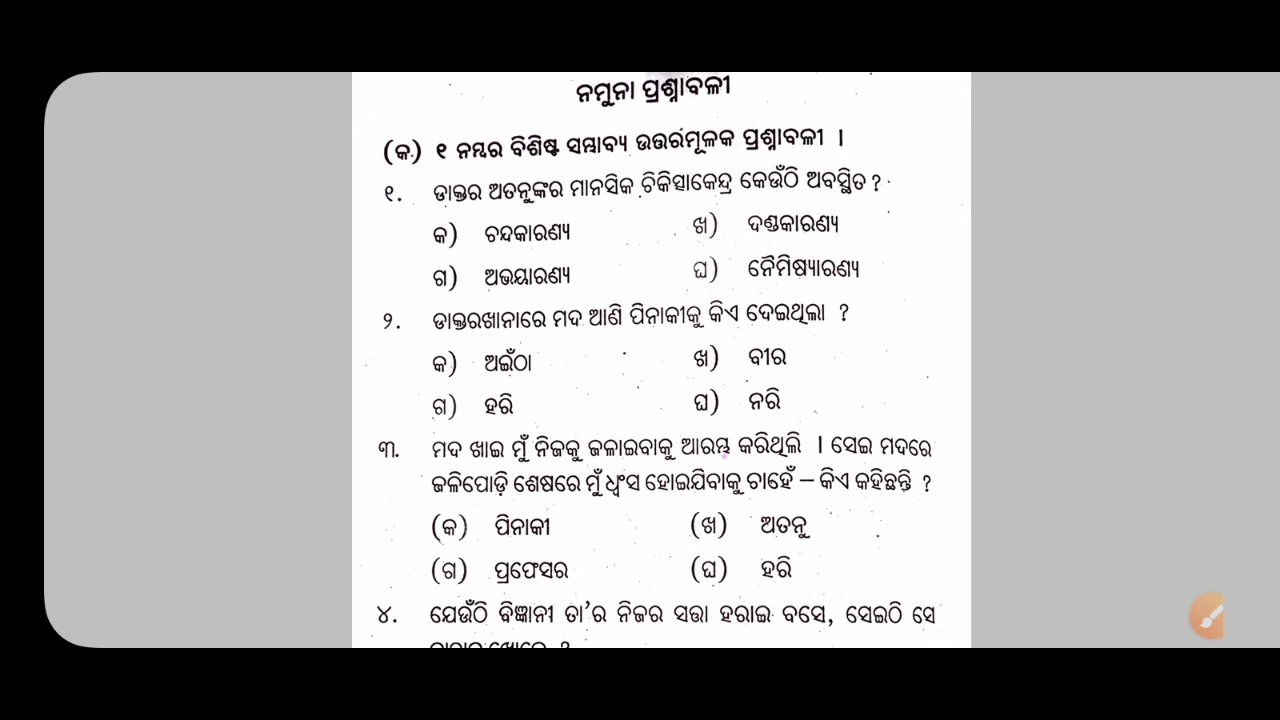 ନମୁନା ପ୍ରଶ୍ନାବଳୀ
(କ) ୧ ନମ୍ବର ବିଶିଷ୍ଟ ସମ୍ଭାବ୍ୟ ଉତ୍ତରମୂଳକ ପ୍ରଶ୍ନାବଳୀ ।
୧. ଡାକ୍ତର ଅତନୁଙ୍କର ମାନସିକ ଚିକିତ୍ସାକେନ୍ଦ୍ର କେଉଁଠି ଅବସ୍ଥିତ ?
କ) ଚନ୍ଦକାରଣ୍ୟ ଖ) ଦଣ୍ଡକାରଣ୍ୟ
ଗ) ଅଭୟାରଣ୍ୟ ଘ) ନୈମିଷ୍ୟାରଣ୍ୟ
୨. ଡାକ୍ତରଖାନାରେ ମଦ ଆଣି ପିନାକୀକୁ କିଏ ଦେଇଥିଲା ?
କ) ଅଇଁଠା ଖ) ବୀର
ଗ) ହରି ଘ) ନରି
୩. ମଦ ଖାଇ ମୁଁ ନିଜକୁ ଜଳାଇବାକୁ ଆରମ୍ଭ କରିଥିଲି । ସେଇ ମଦରେ
ଜଳିପୋଡ଼ି ଶେଷରେ ମୁଁ ଧ୍ୱଂସ ହୋଇଯିବାକୁ ଚାହେଁ – କିଏ କହିଛନ୍ତି ?
(କ) ପିନାକୀ (ଖ) ଅତନୁ
(ଗ) ପ୍ରଫେସର (ଘ) ହରି
୪. ଯେଉଁଠି ବିଜ୍ଞାନୀ ତା’ର ନିଜର ସତ୍ତା ହରାଇ ବସେ, ସେଇଠି ସେ